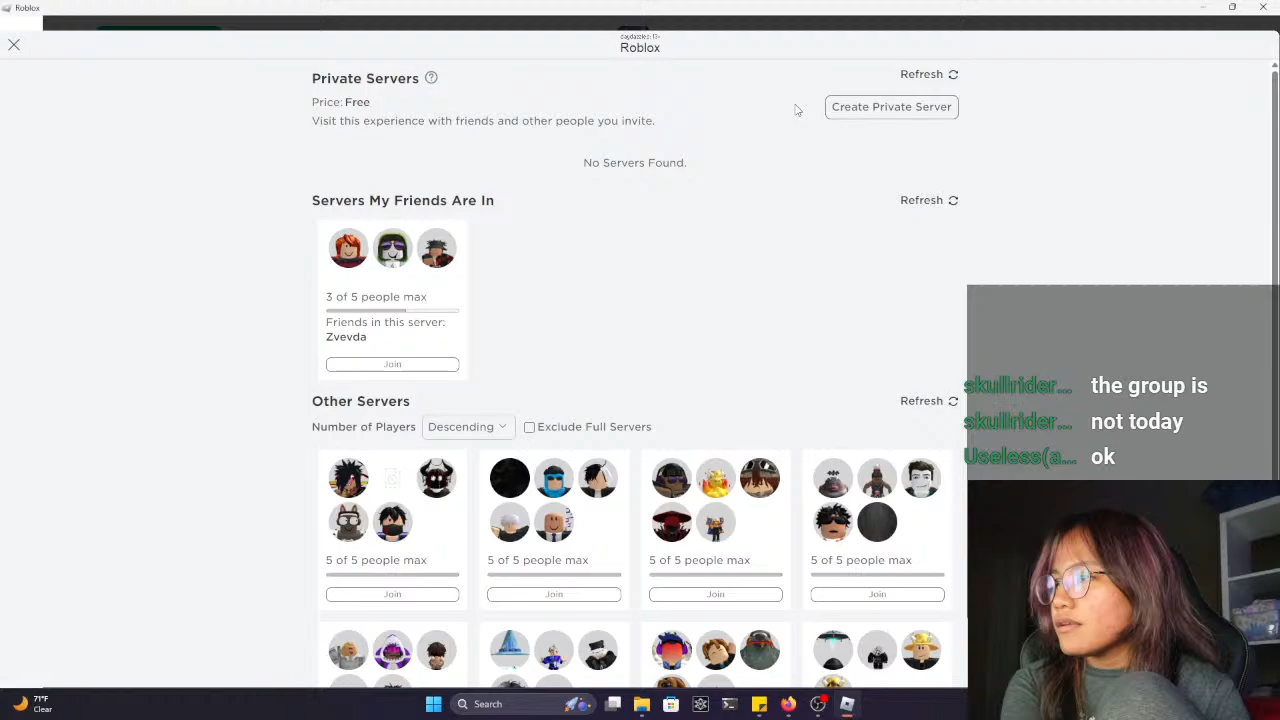 Roblox
daydazzles: 13+
Roblox
Private Servers
Refresh
Price: Free
Create Private Server
Visit this experience with friends and other people you invite.
No Servers Found.
Servers My Friends Are In
Refresh
3 of 5 people max
Friends in this server:
Zvevda
Join
Other Servers
Refresh
Number of Players Descending Exclude Full Servers
5 of 5 people max
5 of 5 people max
5 of 5 people max
5 of 5 people max
Join
Join
Join
Join
skullrider... the group is
skullrider... not today
Useless(a... ok
71°F
Clear
Search